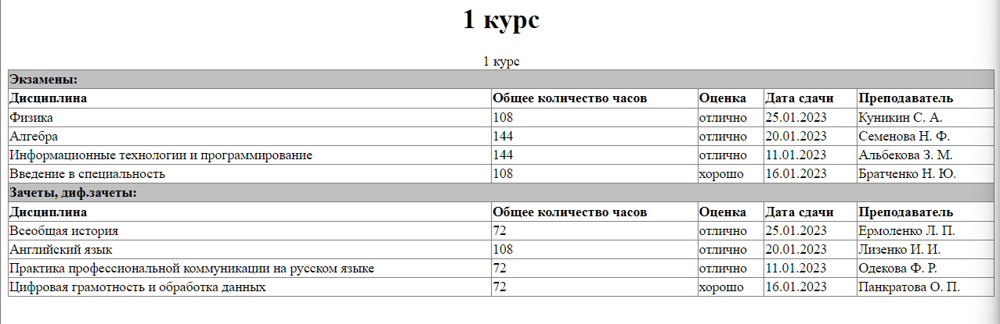 1 курс
1 курс
Экзамены:
Дисциплина Общее количество часов Оценка Дата сдачи Преподаватель
Физика 108 отлично 25.01.2023 Куникин С. А.
Алгебра 144 отлично 20.01.2023 Семенова Н. Ф.
Информационные технологии и программирование 144 отлично 11.01.2023 Альбекова З. М.
Введение в специальность 108 хорошо 16.01.2023 Братченко Н. Ю.
Зачеты, диф.зачеты:
Дисциплина Общее количество часов Оценка Дата сдачи Преподаватель
Всеобщая история 72 отлично 25.01.2023 Ермоленко Л. П.
Английский язык 108 отлично 20.01.2023 Лизенко И. И.
Практика профессиональной коммуникации на русском языке 72 отлично 11.01.2023 Одекова Ф. Р.
Цифровая грамотность и обработка данных 72 хорошо 16.01.2023 Панкратова О. П.